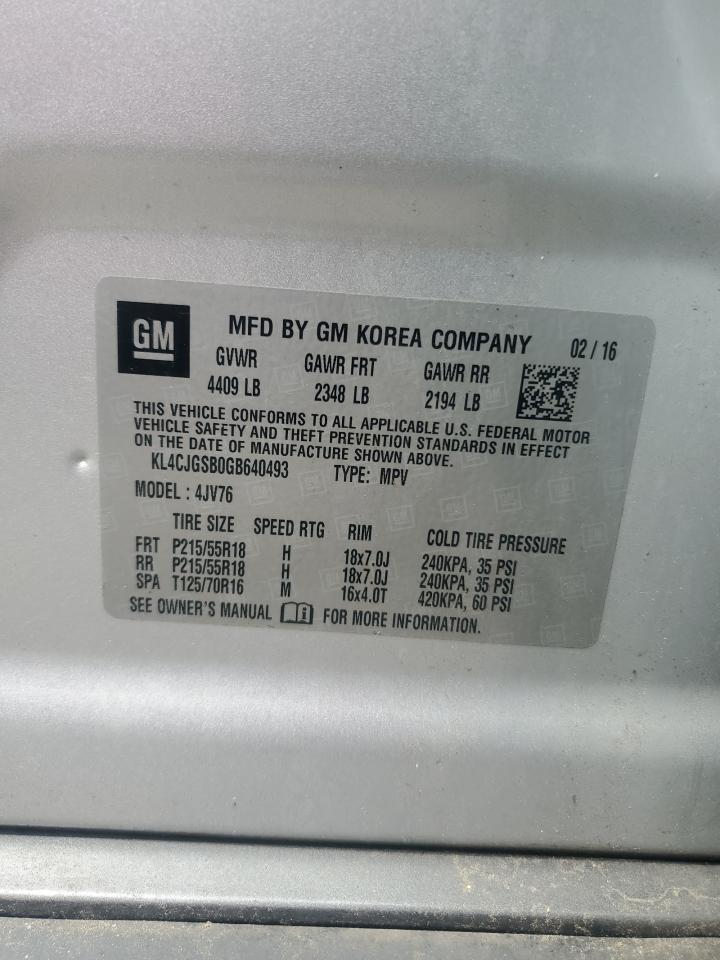 GM MFD BY GM KOREA COMPANY 02 / 16
GVWR GAWR FRT GAWR RR
4409 LB 2348 LB 2194 LB
THIS VEHICLE CONFORMS TO ALL APPLICABLE U.S. FEDERAL MOTOR
VEHICLE SAFETY AND THEFT PREVENTION STANDARDS IN EFFECT
ON THE DATE OF MANUFACTURE SHOWN ABOVE.
KL4CJGSB0GB640493 TYPE: MPV
MODEL : 4JV76
TIRE SIZE SPEED RTG RIM COLD TIRE PRESSURE
FRT P215/55R18 H 18x7.0J 240KPA, 35 PSI
RR P215/55R18 H 18x7.0J 240KPA, 35 PSI
SPA T125/70R16 M 16x4.0T 420KPA, 60 PSI
SEE OWNER'S MANUAL FOR MORE INFORMATION.